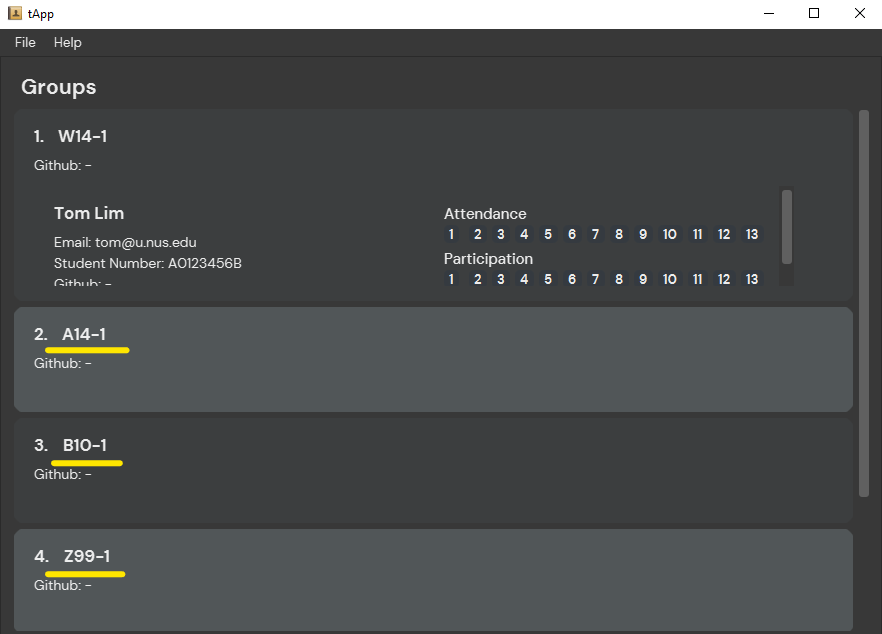 tApp
File Help
Groups
1. W14-1
Github: -
Tom Lim
Email: tom@u.nus.edu
Student Number: A0123456B
Github: -
Attendance
1 2 3 4 5 6 7 8 9 10 11 12 13
Participation
1 2 3 4 5 6 7 8 9 10 11 12 13
2. A14-1
Github: -
3. B10-1
Github: -
4. Z99-1
Github: -